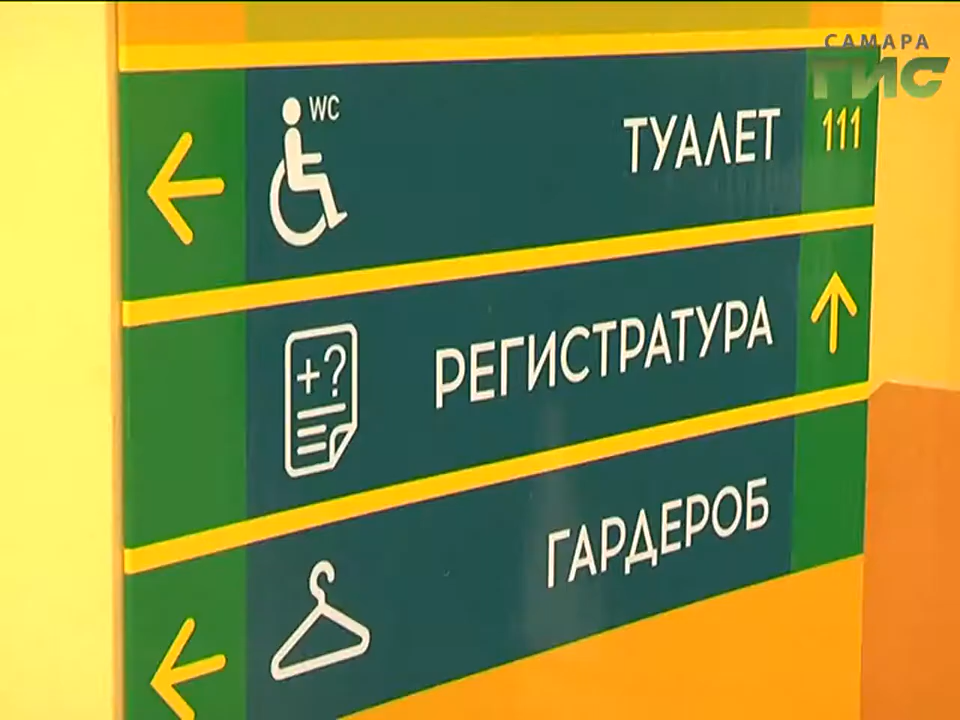 САМАРА
ГИС
WC
ТУАЛЕТ 111
+?
РЕГИСТРАТУРА
ГАРДЕРОБ